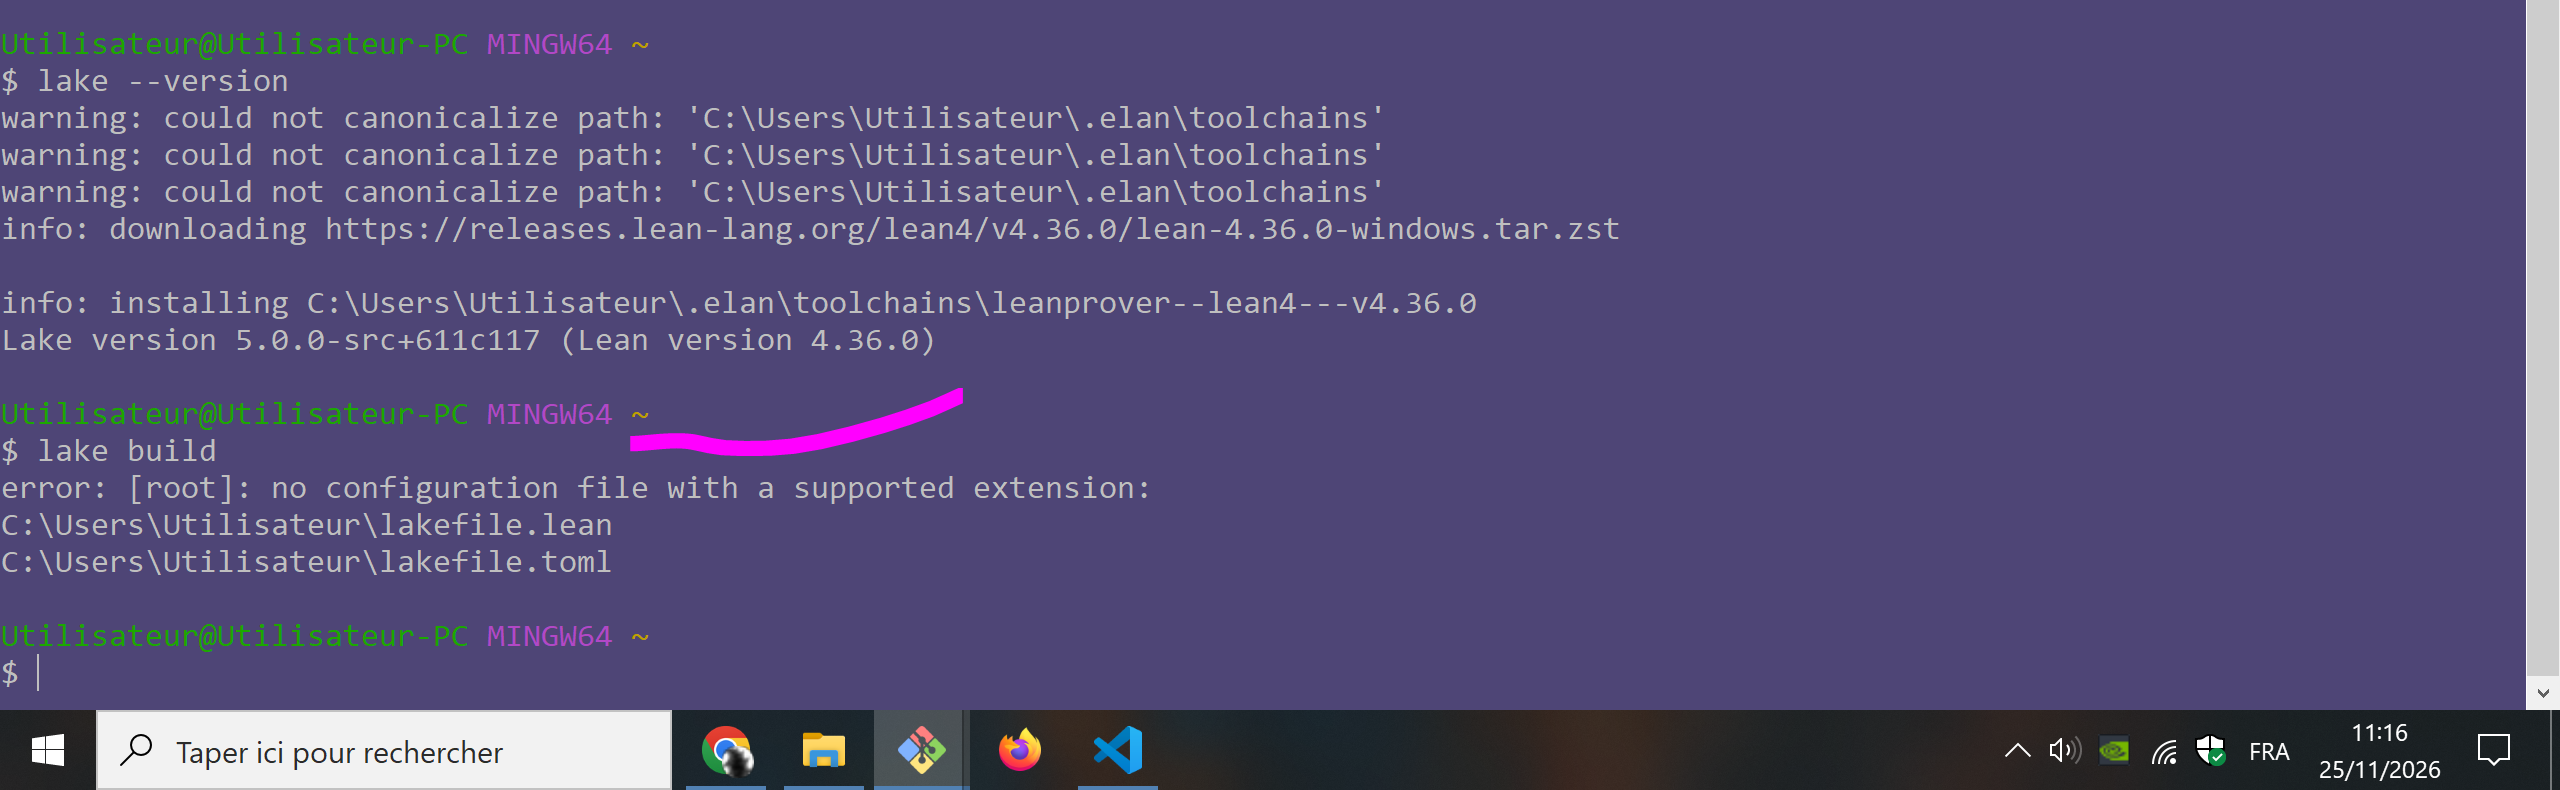 Utilisateur@Utilisateur-PC MINGW64 ~
$ lake --version
warning: could not canonicalize path: 'C:\Users\Utilisateur\.elan\toolchains'
warning: could not canonicalize path: 'C:\Users\Utilisateur\.elan\toolchains'
warning: could not canonicalize path: 'C:\Users\Utilisateur\.elan\toolchains'
info: downloading https://releases.lean-lang.org/lean4/v4.36.0/lean-4.36.0-windows.tar.zst
info: installing C:\Users\Utilisateur\.elan\toolchains\leanprover--lean4---v4.36.0
Lake version 5.0.0-src+611c117 (Lean version 4.36.0)
Utilisateur@Utilisateur-PC MINGW64 ~
$ lake build
error: [root]: no configuration file with a supported extension:
C:\Users\Utilisateur\lakefile.lean
C:\Users\Utilisateur\lakefile.toml
Utilisateur@Utilisateur-PC MINGW64 ~
$
Taper ici pour rechercher
FRA
11:16
25/11/2026